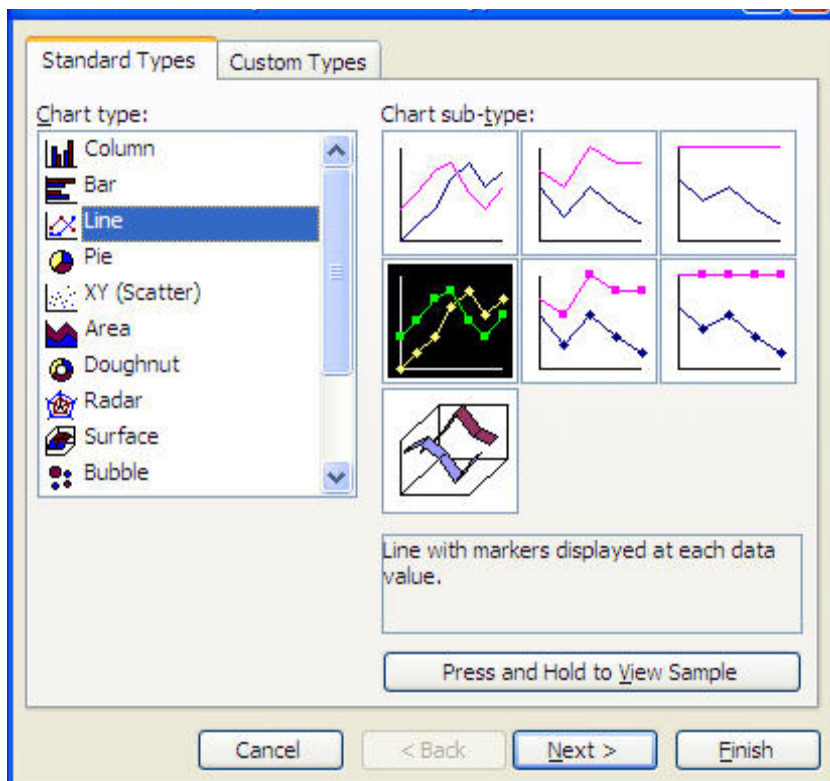 Standard Types
Custom Types
Chart type:
Column
Bar
Line
Pie
XY (Scatter)
Area
Doughnut
Radar
Surface
Bubble
Chart sub-type:
Line with markers displayed at each data
value.
Press and Hold to View Sample
Cancel
< Back
Next >
Finish